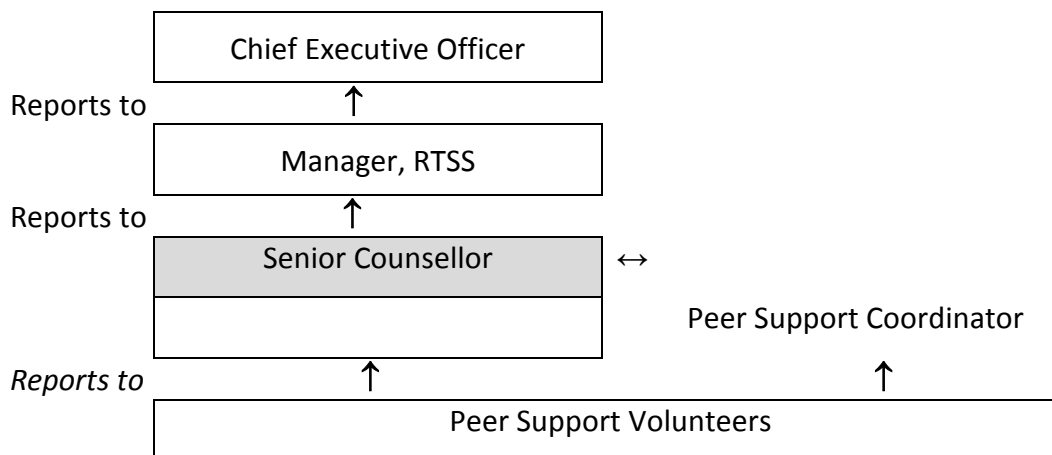 Chief Executive Officer
Reports to ↑
Manager, RTSS
Reports to ↑
Senior Counsellor ↔
Peer Support Coordinator
Reports to ↑ ↑
Peer Support Volunteers